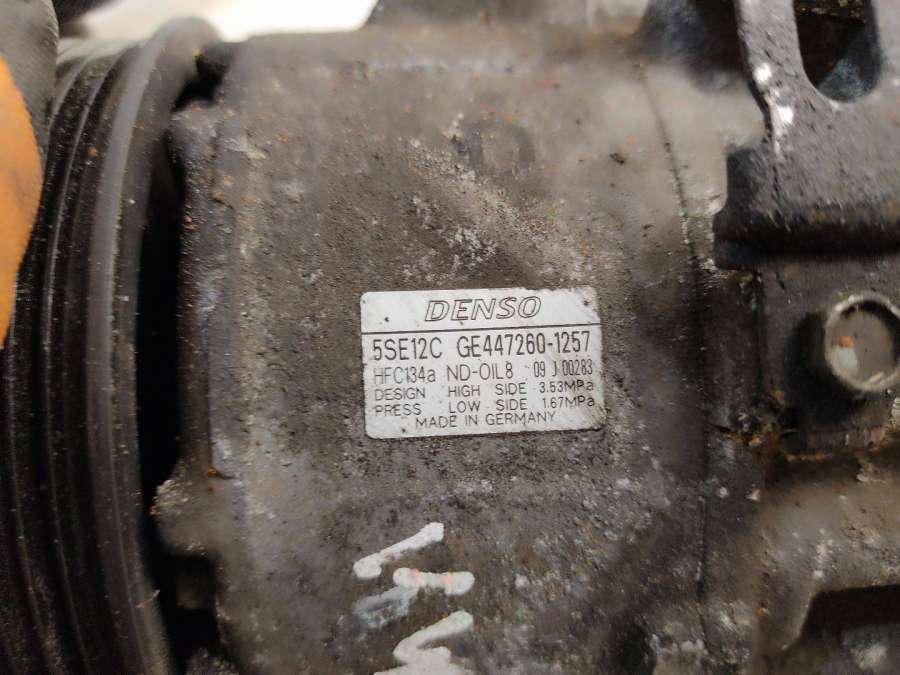 DENSO
5SE12C GE447260-1257
HFC134a ND-OIL8 09 J 00283
DESIGN HIGH SIDE 3.53MPa
PRESS LOW SIDE 1.67MPa
MADE IN GERMANY